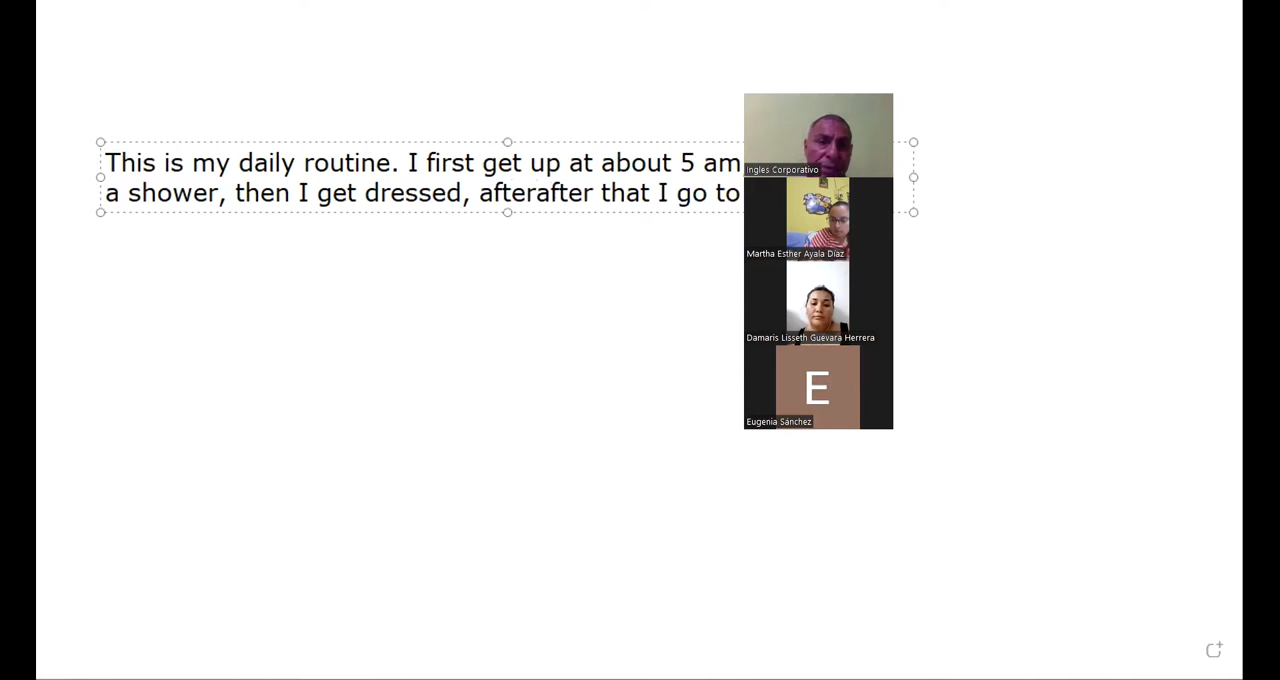 This is my daily routine. I first get up at about 5 am
a shower, then I get dressed, afterafter that I go to
Ingles Corporativo
Martha Esther Ayala Díaz
Damaris Lisseth Guevara Herrera
E
Eugenia Sánchez